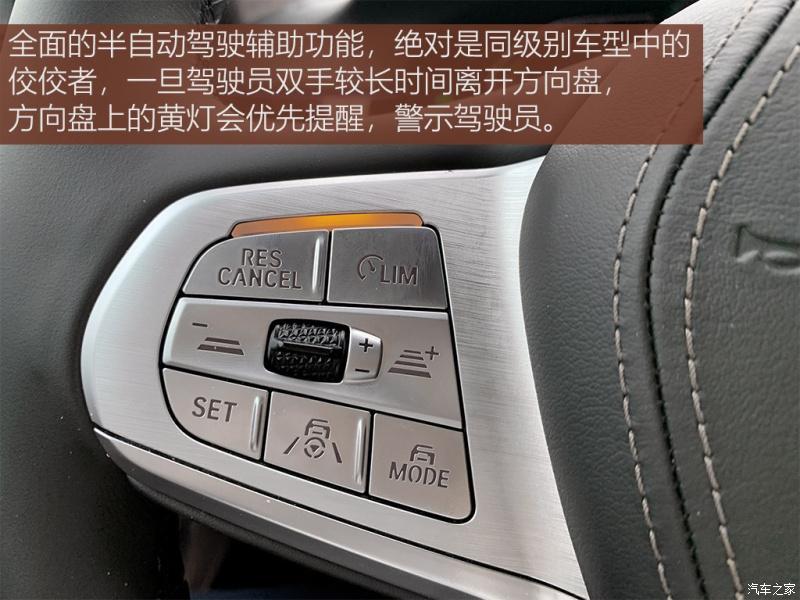 全面的半自动驾驶辅助功能，绝对是同级别车型中的
佼佼者，一旦驾驶员双手较长时间离开方向盘，
方向盘上的黄灯会优先提醒，警示驾驶员。
RES
CANCEL
LIM
−
+
+
−
SET
MODE
汽车之家